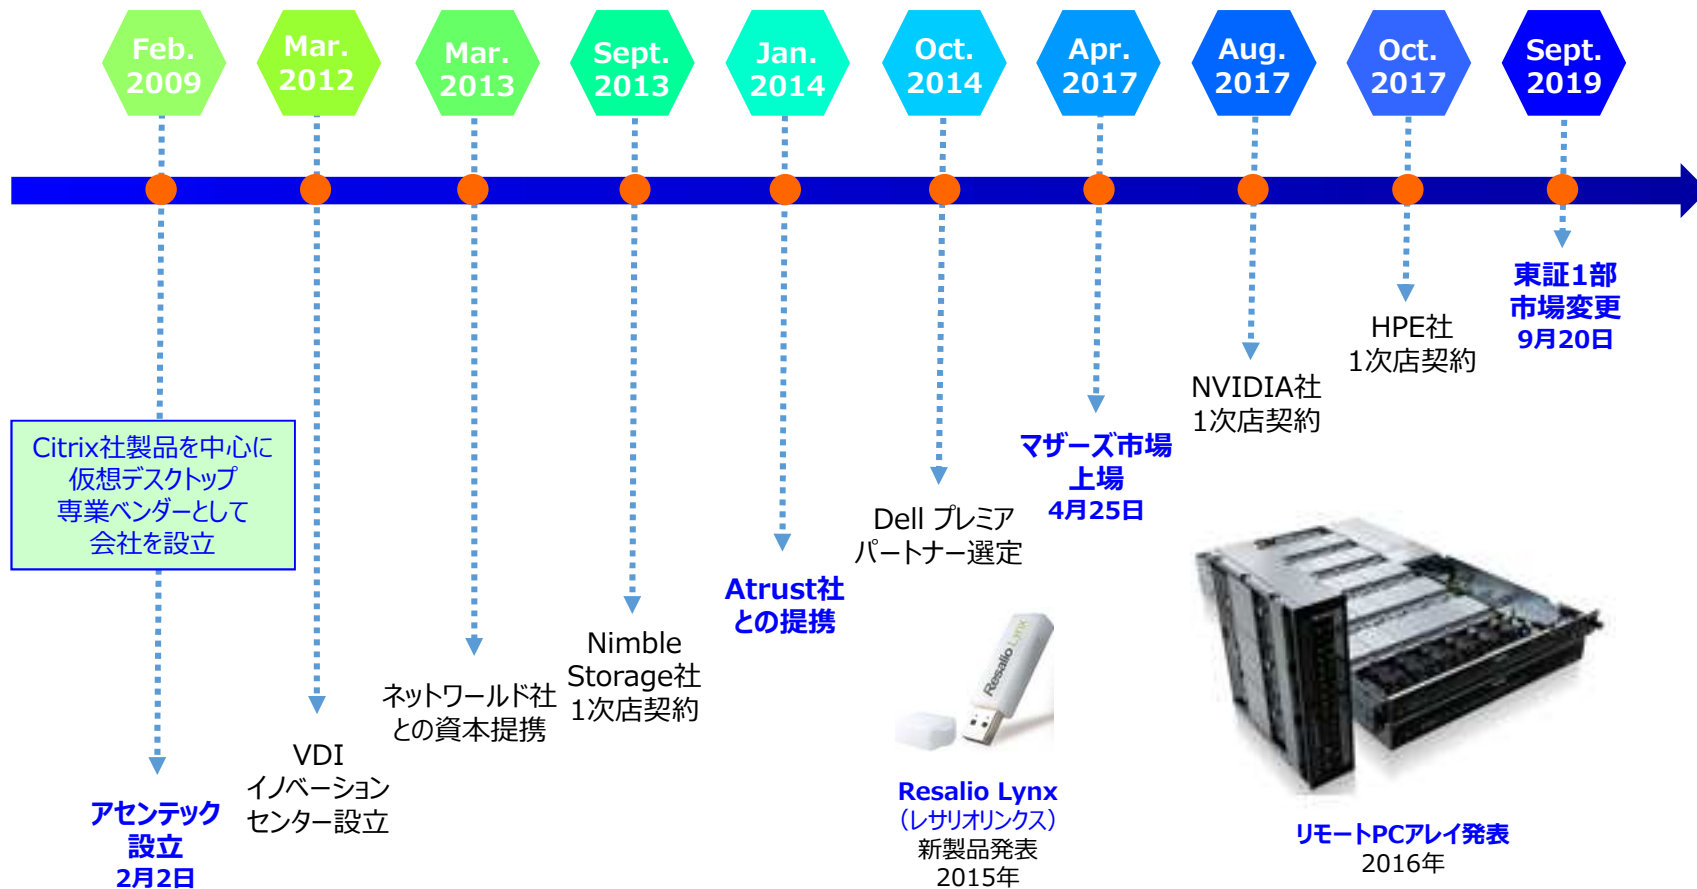 Feb.
2009
Mar.
2012
Mar.
2013
Sept.
2013
Jan.
2014
Oct.
2014
Apr.
2017
Aug.
2017
Oct.
2017
Sept.
2019
Citrix社製品を中心に
仮想デスクトップ
専業ベンダーとして
会社を設立
アセンテック
設立
2月2日
VDI
イノベーション
センター設立
ネットワールド社
との資本提携
Nimble
Storage社
1次店契約
Atrust社
との提携
Dell プレミア
パートナー選定
マザーズ市場
上場
4月25日
NVIDIA社
1次店契約
HPE社
1次店契約
東証1部
市場変更
9月20日
Resalio Lynx
Resalio Lynx
（レサリオリンクス）
新製品発表
2015年
リモートPCアレイ発表
2016年